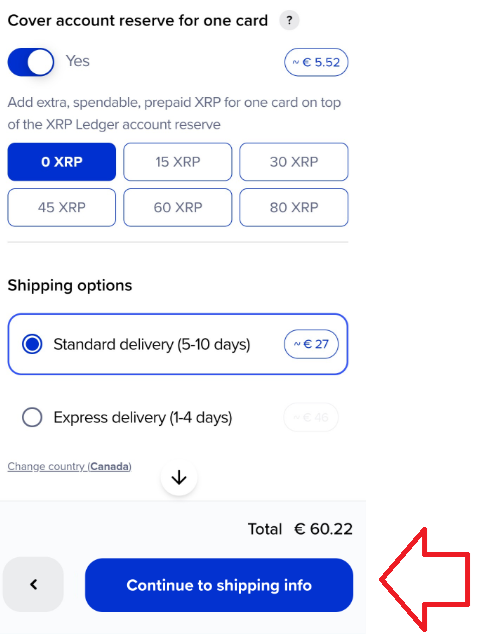 Cover account reserve for one card ?
Yes ~ € 5.52
Add extra, spendable, prepaid XRP for one card on top
of the XRP Ledger account reserve
0 XRP 15 XRP 30 XRP
45 XRP 60 XRP 80 XRP
Shipping options
Standard delivery (5-10 days) ~ € 27
Express delivery (1-4 days) ~ € 46
Change country (Canada)
Total € 60.22
Continue to shipping info